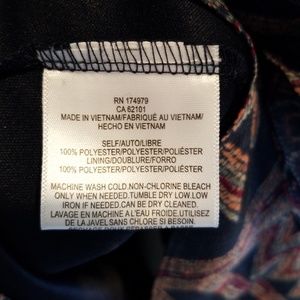 RN 174979
CA 62101
MADE IN VIETNAM/FABRIQUÉ AU VIETNAM/
HECHO EN VIETNAM
SELF/AUTO/LIBRE
100% POLYESTER/POLYESTER/POLIÉSTER
LINING/DOUBLURE/FORRO
100% POLYESTER/POLYESTER/POLIÉSTER
MACHINE WASH COLD.NON-CHLORINE BLEACH
ONLY WHEN NEEDED.TUMBLE DRY LOW.LOW
IRON IF NEEDED.CAN BE DRY CLEANED.
LAVAGE EN MACHINE A L'EAU FROIDE.UTILISEZ
DE LA JAVEL SANS CHLORE SI BESOIN.